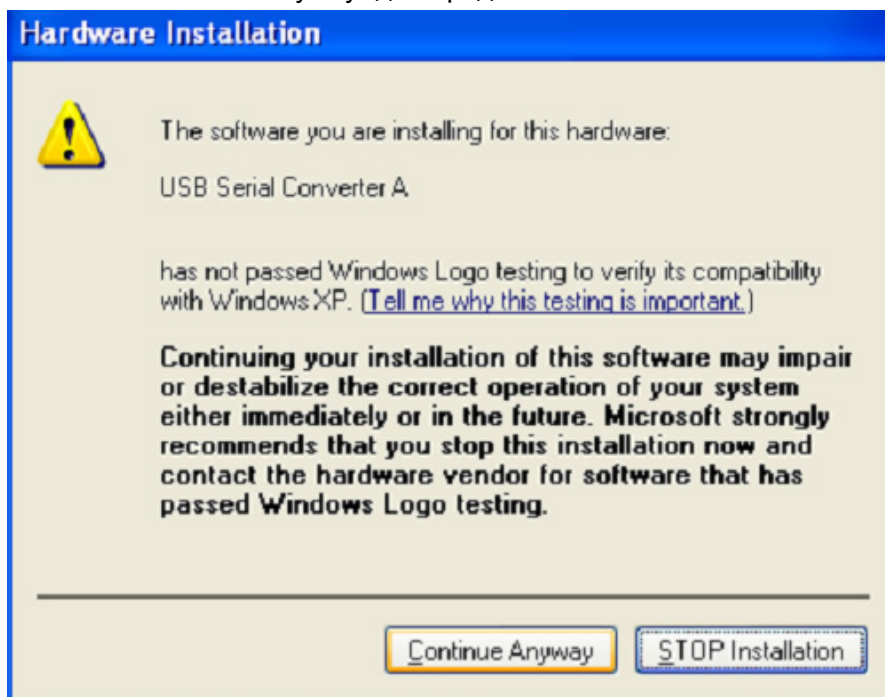 Hardware Installation
The software you are installing for this hardware:
USB Serial Converter A
has not passed Windows Logo testing to verify its compatibility
with Windows XP. (Tell me why this testing is important.)
Continuing your installation of this software may impair
or destabilize the correct operation of your system
either immediately or in the future. Microsoft strongly
recommends that you stop this installation now and
contact the hardware vendor for software that has
passed Windows Logo testing.
Continue Anyway
STOP Installation